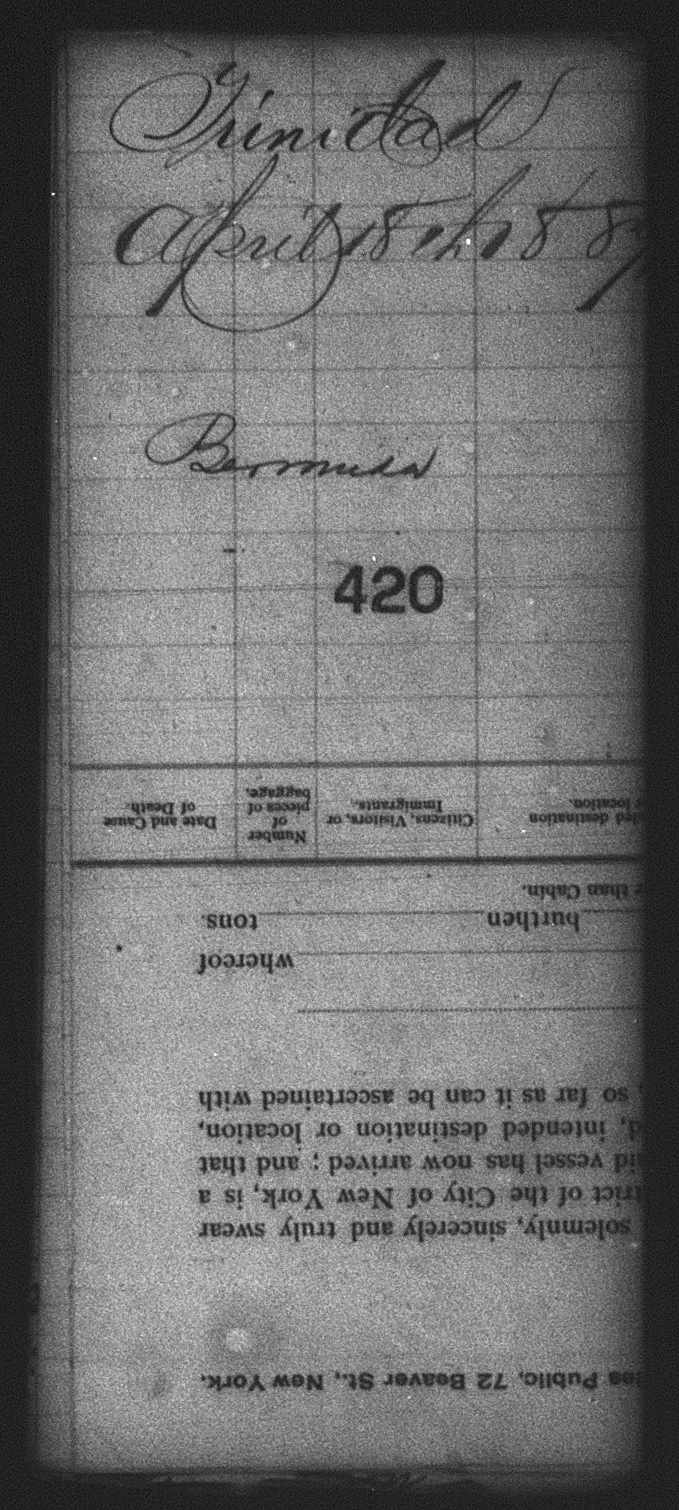 Trinidad
April 18th 188
Bermuda
420
Public, 72 Beaver St., New York.
solemnly, sincerely and truly swear
of the City of New York, is a
vessel has now arrived; and that
intended destination or location,
so far as it can be ascertained with
whereof
burthen tons.
than Cabin.
destination location.
Citizens, Visitors, or Immigrants.
Number of pieces of baggage.
Date and Cause of Death.